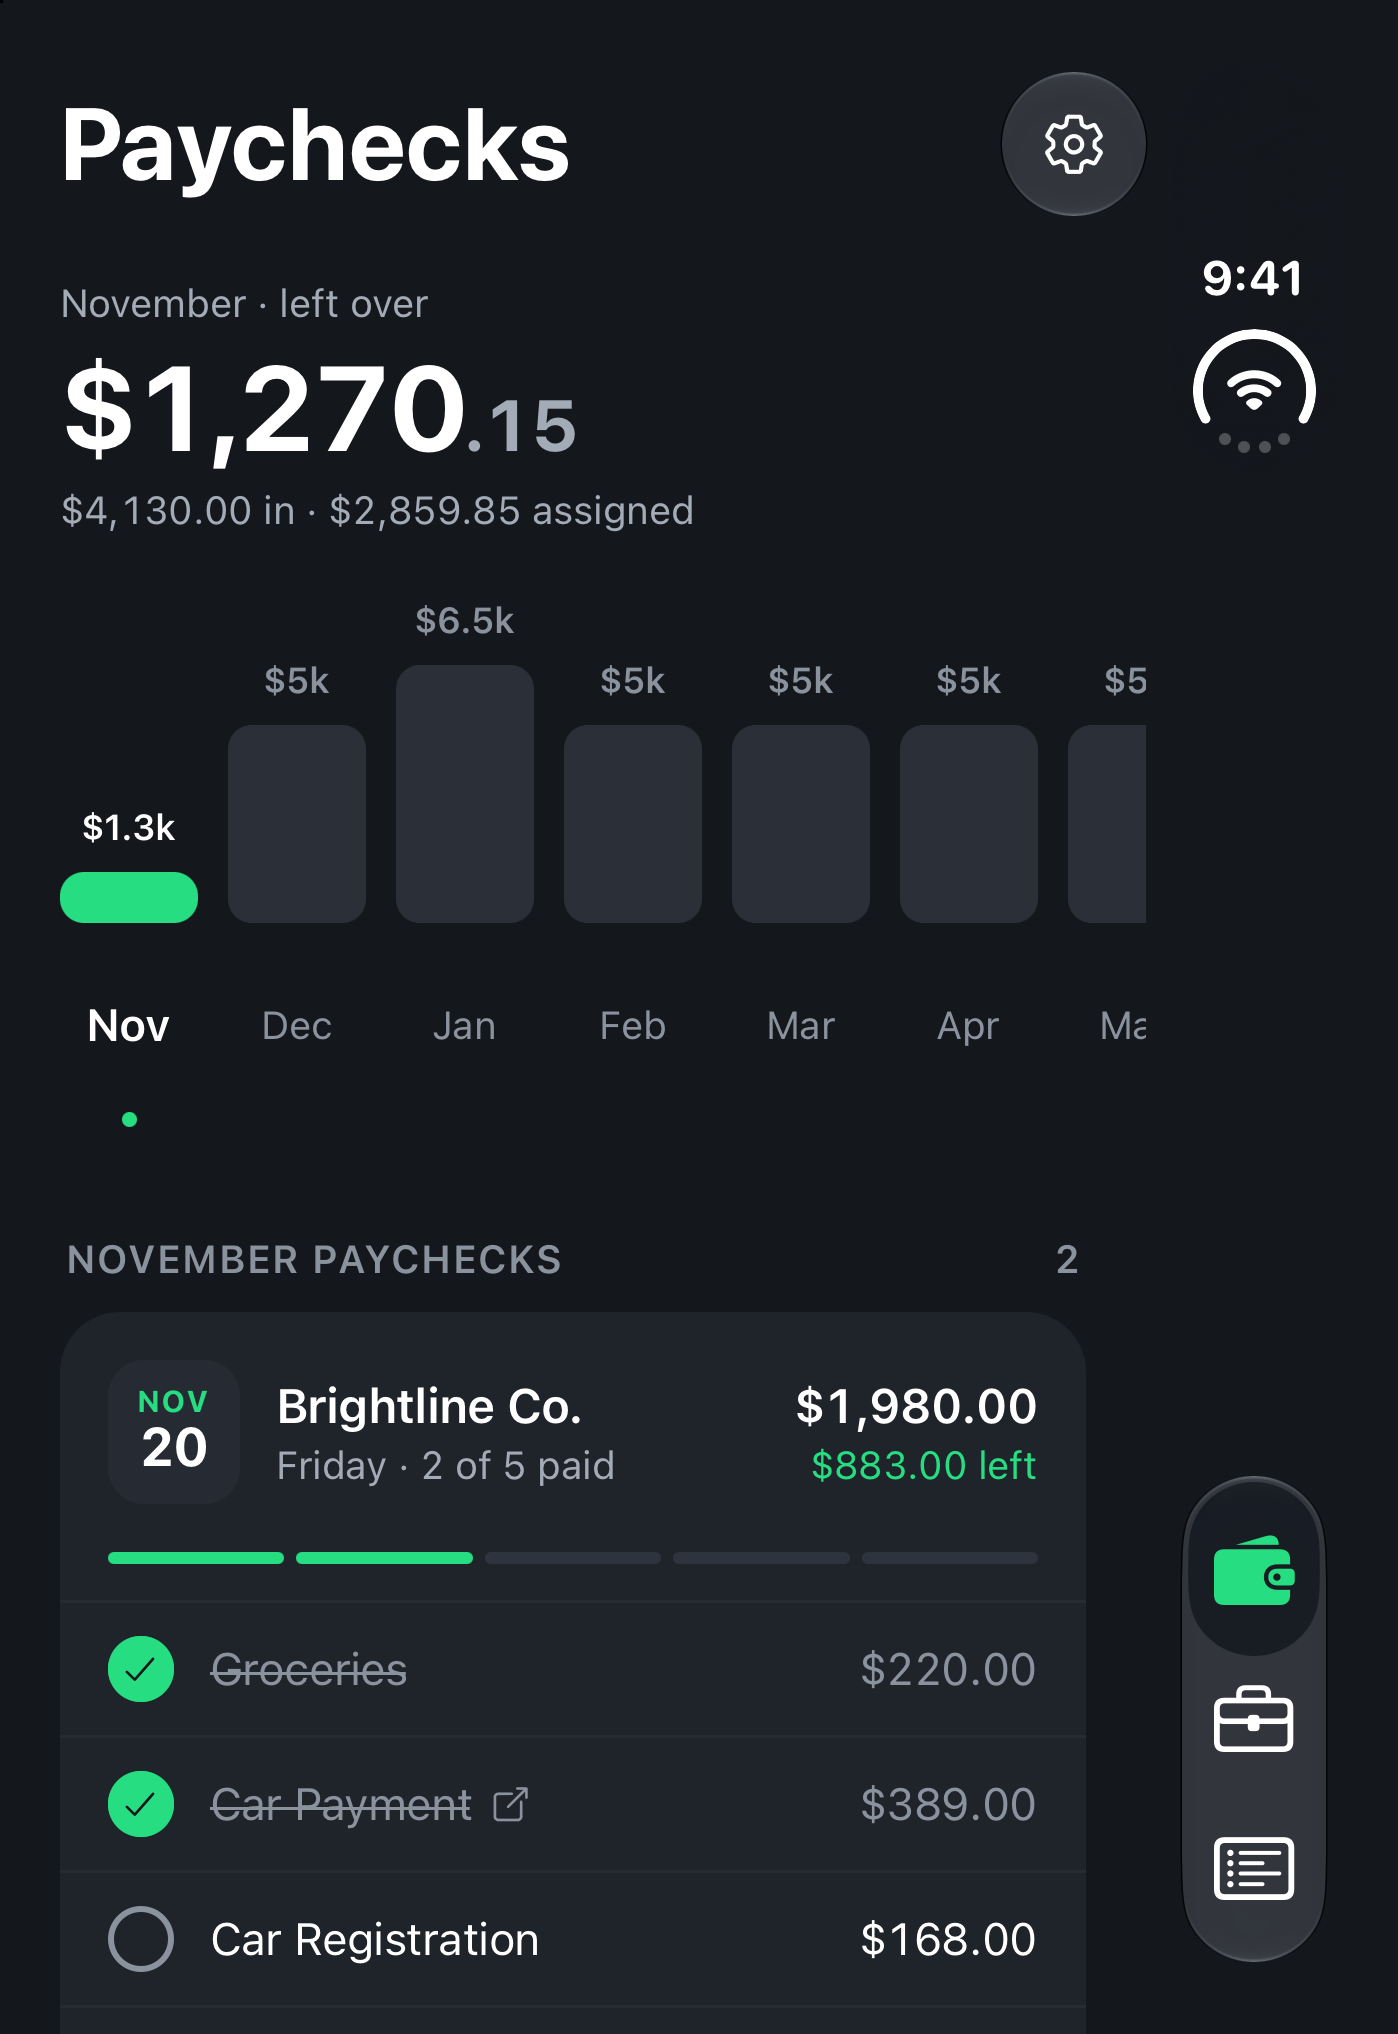 Paychecks
9:41
November · left over
$1,270.15
$4,130.00 in · $2,859.85 assigned
$1.3k
$5k
$6.5k
$5k
$5k
$5k
$5
Nov
Dec
Jan
Feb
Mar
Apr
Ma
NOVEMBER PAYCHECKS 2
NOV
20
Brightline Co. $1,980.00
Friday · 2 of 5 paid $883.00 left
Groceries $220.00
Car Payment $389.00
Car Registration $168.00